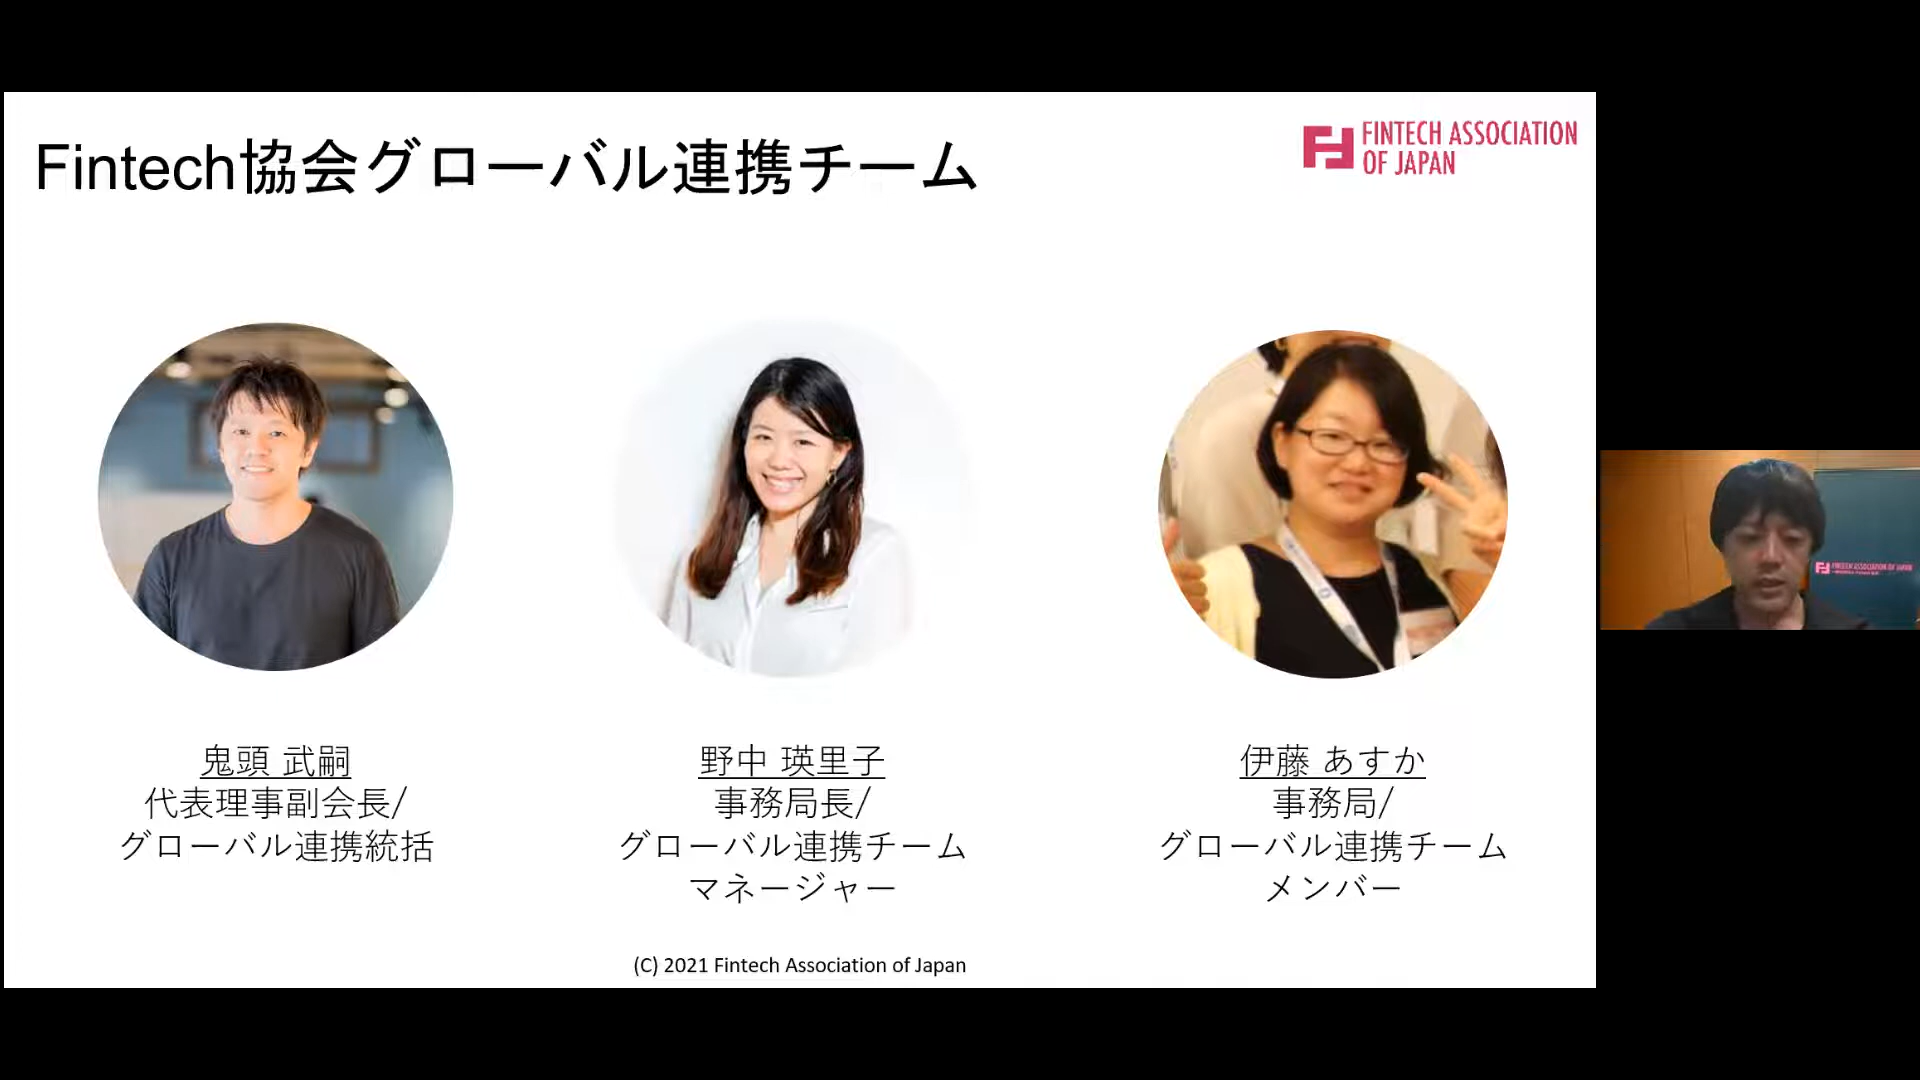 Fintech協会グローバル連携チーム
FINTECH ASSOCIATION
OF JAPAN
鬼頭 武嗣
代表理事副会長/
グローバル連携統括
野中 瑛里子
事務局長/
グローバル連携チーム
マネージャー
伊藤 あすか
事務局/
グローバル連携チーム
メンバー
FINTECH ASSOCIATION OF JAPAN
(C) 2021 Fintech Association of Japan